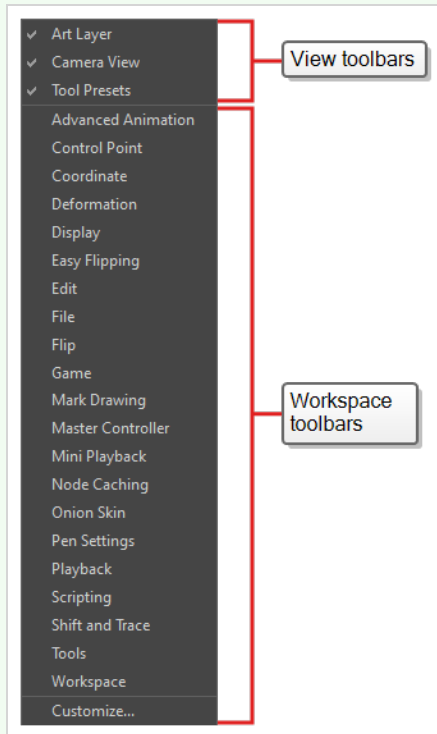 Art Layer
Camera View
Tool Presets
Advanced Animation
Control Point
Coordinate
Deformation
Display
Easy Flipping
Edit
File
Flip
Game
Mark Drawing
Master Controller
Mini Playback
Node Caching
Onion Skin
Pen Settings
Playback
Scripting
Shift and Trace
Tools
Workspace
Customize...
View toolbars
Workspace
toolbars